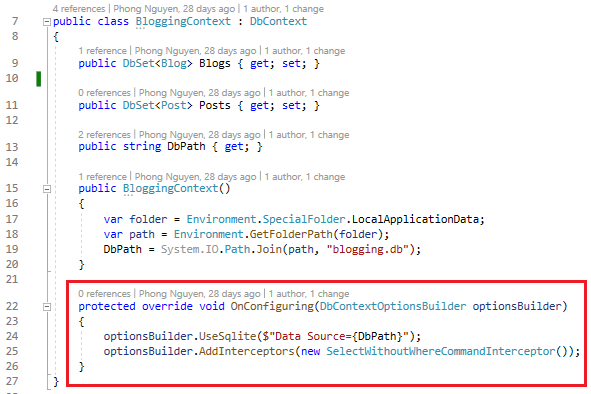 4 references | Phong Nguyen, 28 days ago | 1 author, 1 change
7 public class BloggingContext : DbContext
8 {
1 reference | Phong Nguyen, 28 days ago | 1 author, 1 change
9 public DbSet<Blog> Blogs { get; set; }
10
0 references | Phong Nguyen, 28 days ago | 1 author, 1 change
11 public DbSet<Post> Posts { get; set; }
12
2 references | Phong Nguyen, 28 days ago | 1 author, 1 change
13 public string DbPath { get; }
14
1 reference | Phong Nguyen, 28 days ago | 1 author, 1 change
15 public BloggingContext()
16 {
17 var folder = Environment.SpecialFolder.LocalApplicationData;
18 var path = Environment.GetFolderPath(folder);
19 DbPath = System.IO.Path.Join(path, "blogging.db");
20 }
21
0 references | Phong Nguyen, 28 days ago | 1 author, 1 change
22 protected override void OnConfiguring(DbContextOptionsBuilder optionsBuilder)
23 {
24 optionsBuilder.UseSqlite($"Data Source={DbPath}");
25 optionsBuilder.AddInterceptors(new SelectWithoutWhereCommandInterceptor());
26 }
27 }